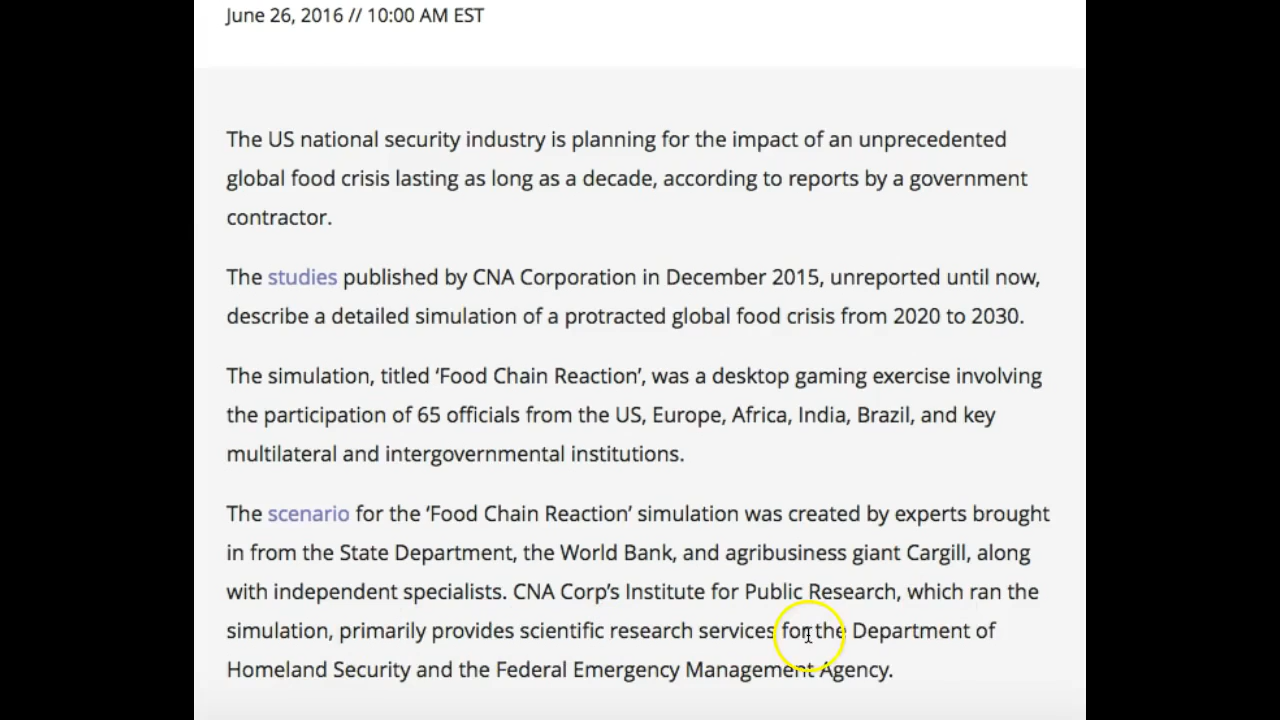 June 26, 2016 // 10:00 AM EST
The US national security industry is planning for the impact of an unprecedented
global food crisis lasting as long as a decade, according to reports by a government
contractor.
The studies published by CNA Corporation in December 2015, unreported until now,
describe a detailed simulation of a protracted global food crisis from 2020 to 2030.
The simulation, titled ‘Food Chain Reaction’, was a desktop gaming exercise involving
the participation of 65 officials from the US, Europe, Africa, India, Brazil, and key
multilateral and intergovernmental institutions.
The scenario for the ‘Food Chain Reaction’ simulation was created by experts brought
in from the State Department, the World Bank, and agribusiness giant Cargill, along
with independent specialists. CNA Corp’s Institute for Public Research, which ran the
simulation, primarily provides scientific research services for the Department of
Homeland Security and the Federal Emergency Management Agency.